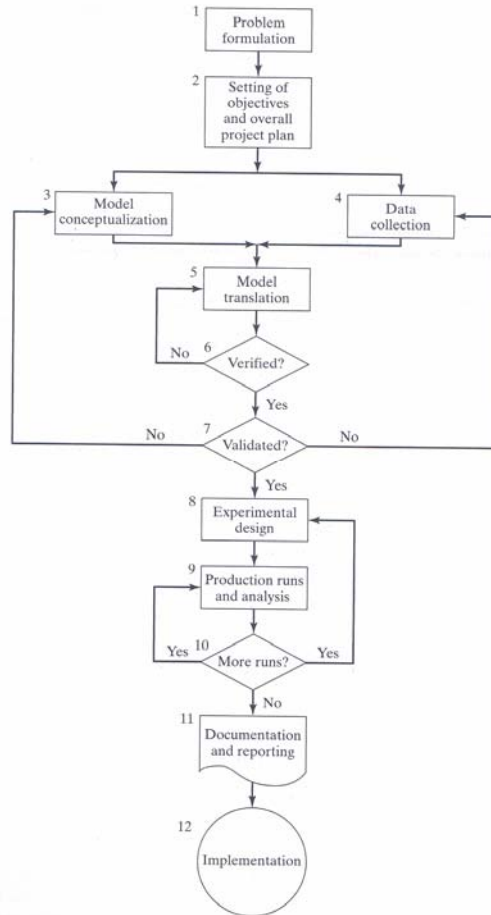 1
Problem
formulation
2
Setting of
objectives
and overall
project plan
3
Model
conceptualization
4
Data
collection
5
Model
translation
6
No
Verified?
Yes
7
No
Validated?
No
Yes
8
Experimental
design
9
Production runs
and analysis
10
Yes
More runs?
Yes
No
11
Documentation
and reporting
12
Implementation